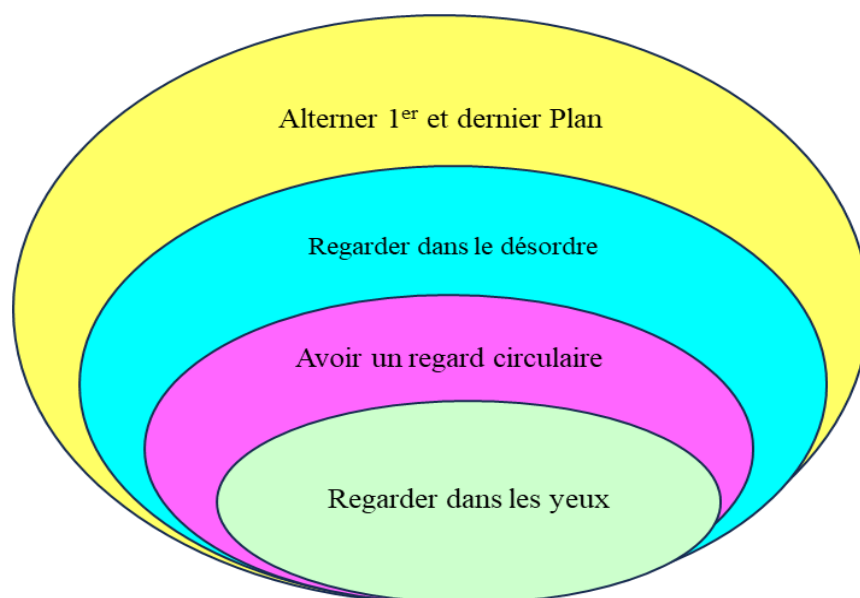 Alterner 1er et dernier Plan
Regarder dans le désordre
Avoir un regard circulaire
Regarder dans les yeux